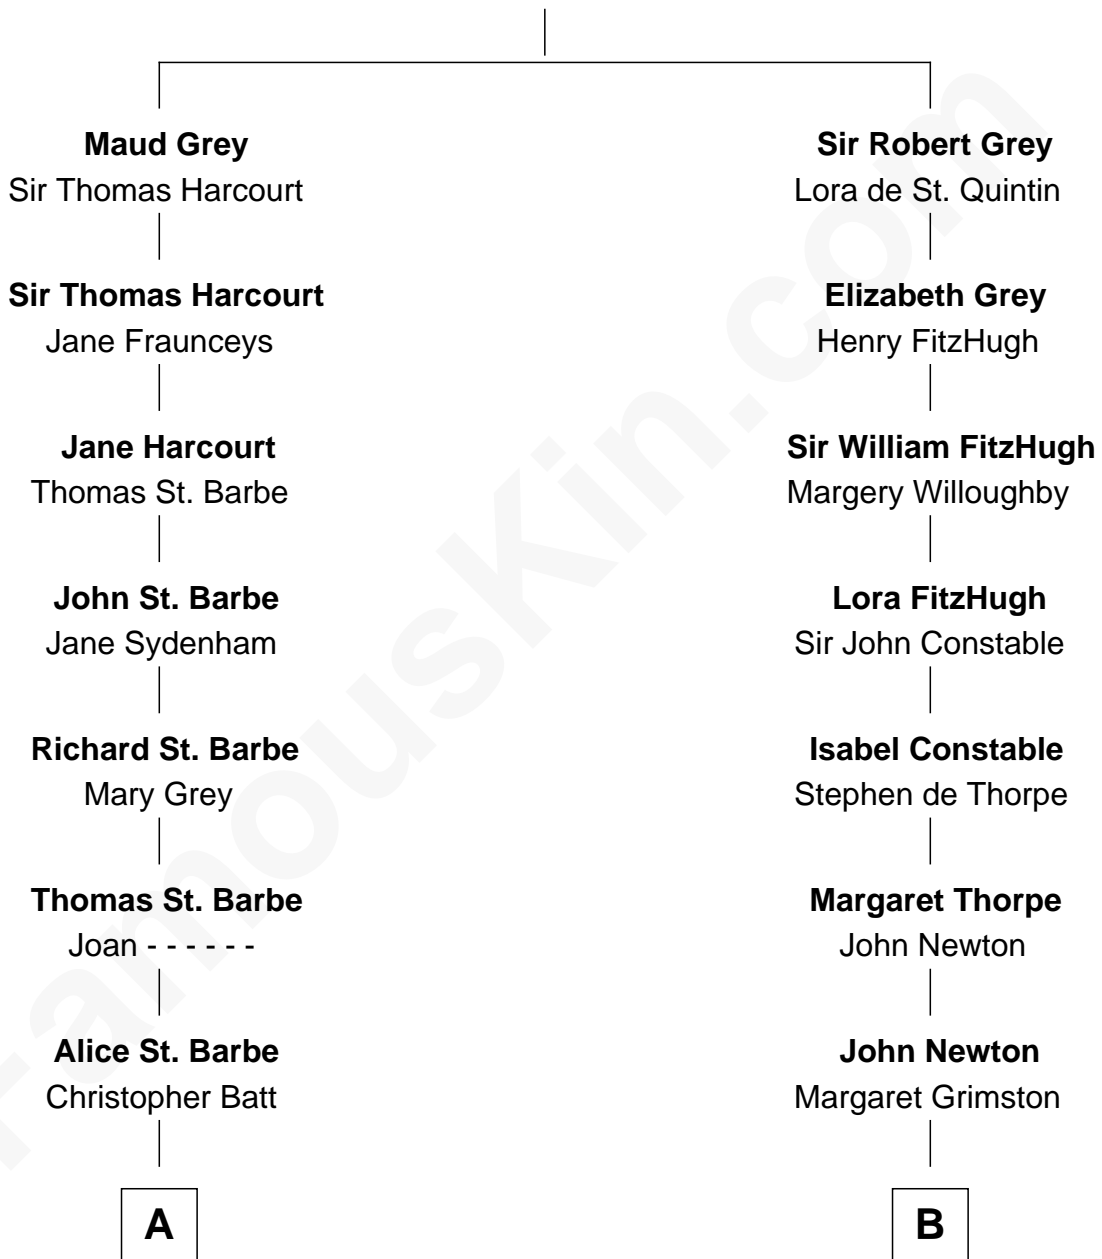 Maud Grey
Sir Thomas Harcourt
Sir Robert Grey
Lora de St. Quintin
Sir Thomas Harcourt
Jane Fraunceys
Elizabeth Grey
Henry FitzHugh
Jane Harcourt
Thomas St. Barbe
Sir William FitzHugh
Margery Willoughby
John St. Barbe
Jane Sydenham
Lora FitzHugh
Sir John Constable
Richard St. Barbe
Mary Grey
Isabel Constable
Stephen de Thorpe
Thomas St. Barbe
Joan - - - - - -
Margaret Thorpe
John Newton
Alice St. Barbe
Christopher Batt
John Newton
Margaret Grimston
A
B
FamousKin.com